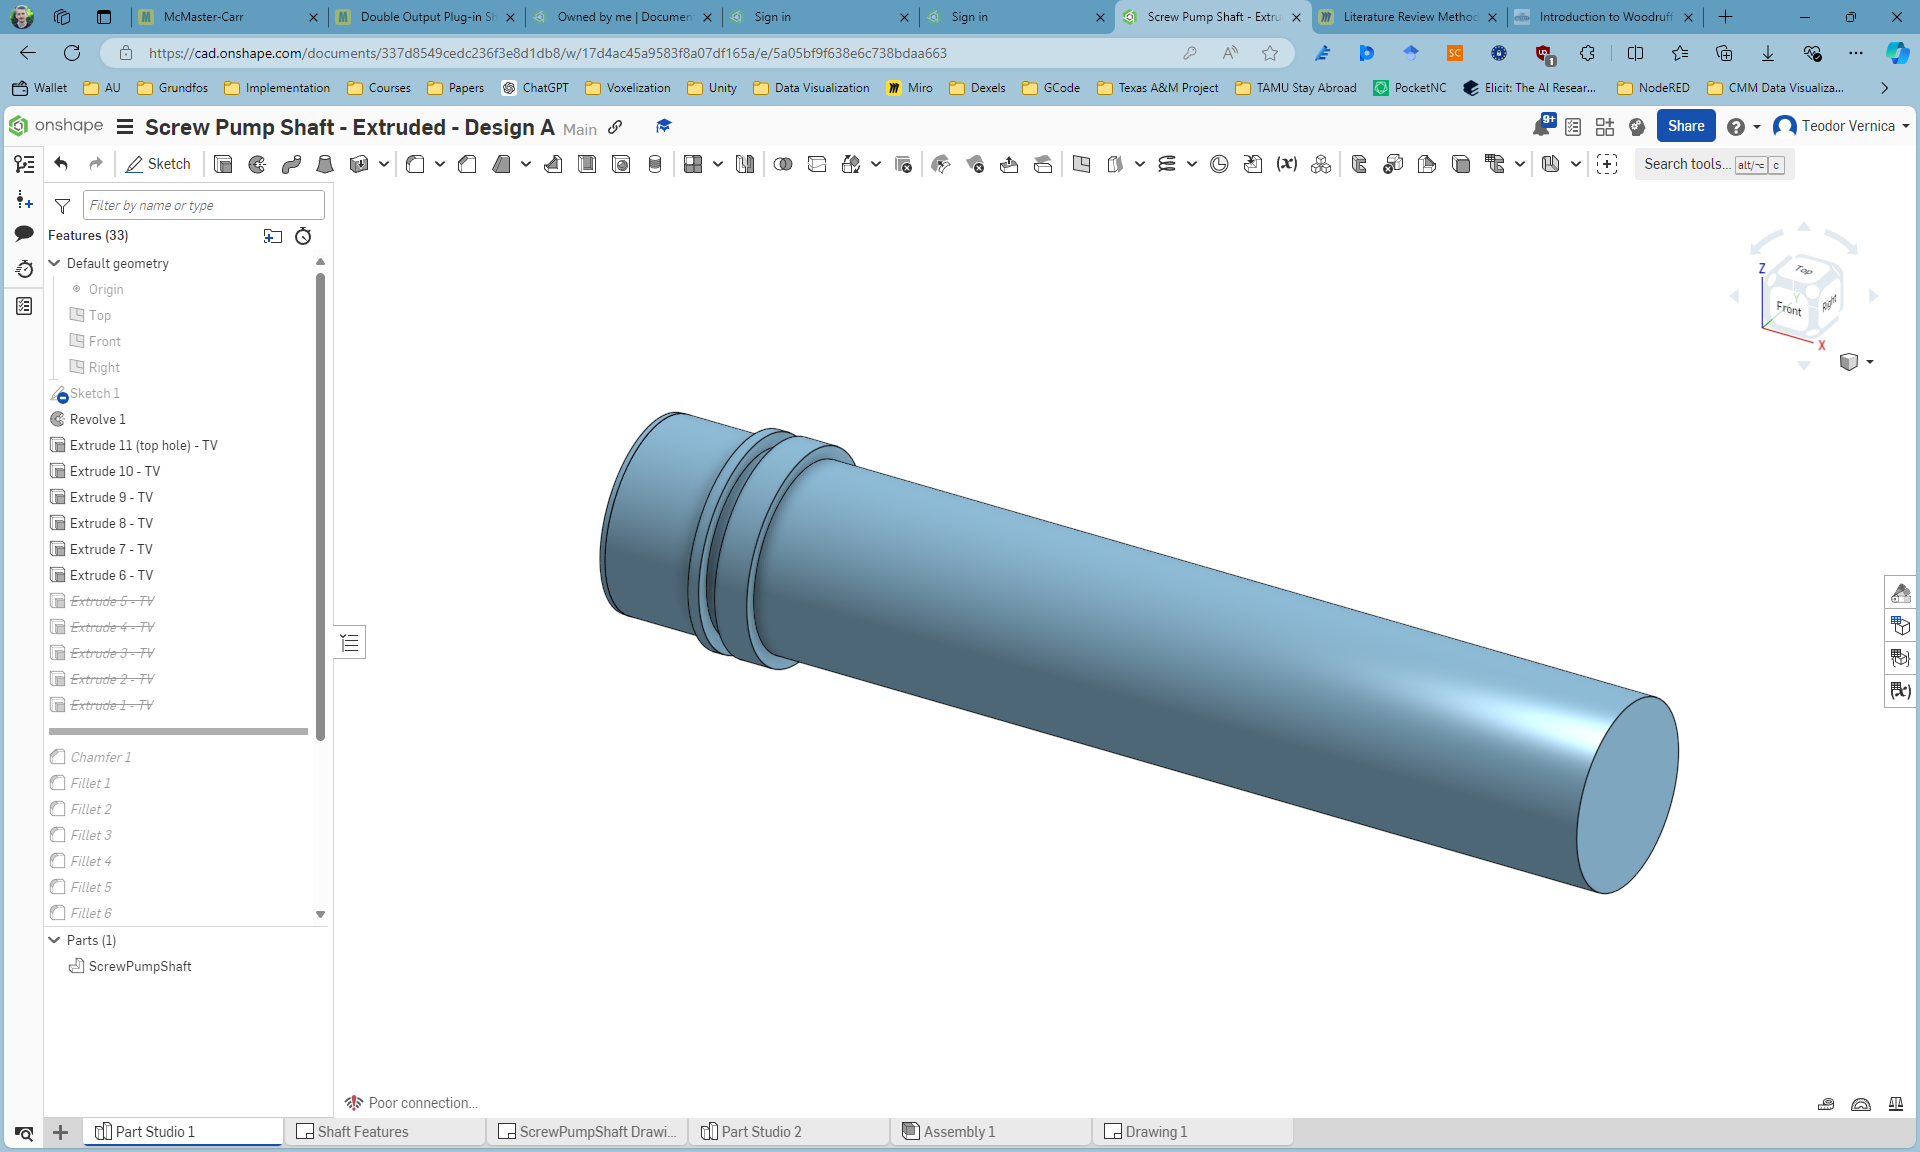 McMaster-Carr
Double Output Plug-in Sh
Owned by me | Documen
Sign in
Sign in
Screw Pump Shaft - Extru
Literature Review Metho
Introduction to Woodruff
https://cad.onshape.com/documents/337d8549cedc236f3e8d1db8/w/17d4ac45a9583f8a07df165a/e/5a05bf9f638e6c738bdaa663
SC
1
Wallet
AU
Grundfos
Implementation
Courses
Papers
ChatGPT
Voxelization
Unity
Data Visualization
Miro
Dexels
GCode
Texas A&M Project
TAMU Stay Abroad
PocketNC
Elicit: The AI Resear...
NodeRED
CMM Data Visualiza...
onshape
Screw Pump Shaft - Extruded - Design A
Main
9+
Share
Teodor Vernica
Sketch
Search tools...
alt/⌥
c
Filter by name or type
Features (33)
Default geometry
Origin
Top
Front
Right
Sketch 1
Revolve 1
Extrude 11 (top hole) - TV
Extrude 10 - TV
Extrude 9 - TV
Extrude 8 - TV
Extrude 7 - TV
Extrude 6 - TV
Extrude 5 - TV
Extrude 4 - TV
Extrude 3 - TV
Extrude 2 - TV
Extrude 1 - TV
Chamfer 1
Fillet 1
Fillet 2
Fillet 3
Fillet 4
Fillet 5
Fillet 6
Parts (1)
ScrewPumpShaft
Z
Top
Y
Front
Right
X
Poor connection...
Part Studio 1
Shaft Features
ScrewPumpShaft Drawi...
Part Studio 2
Assembly 1
Drawing 1